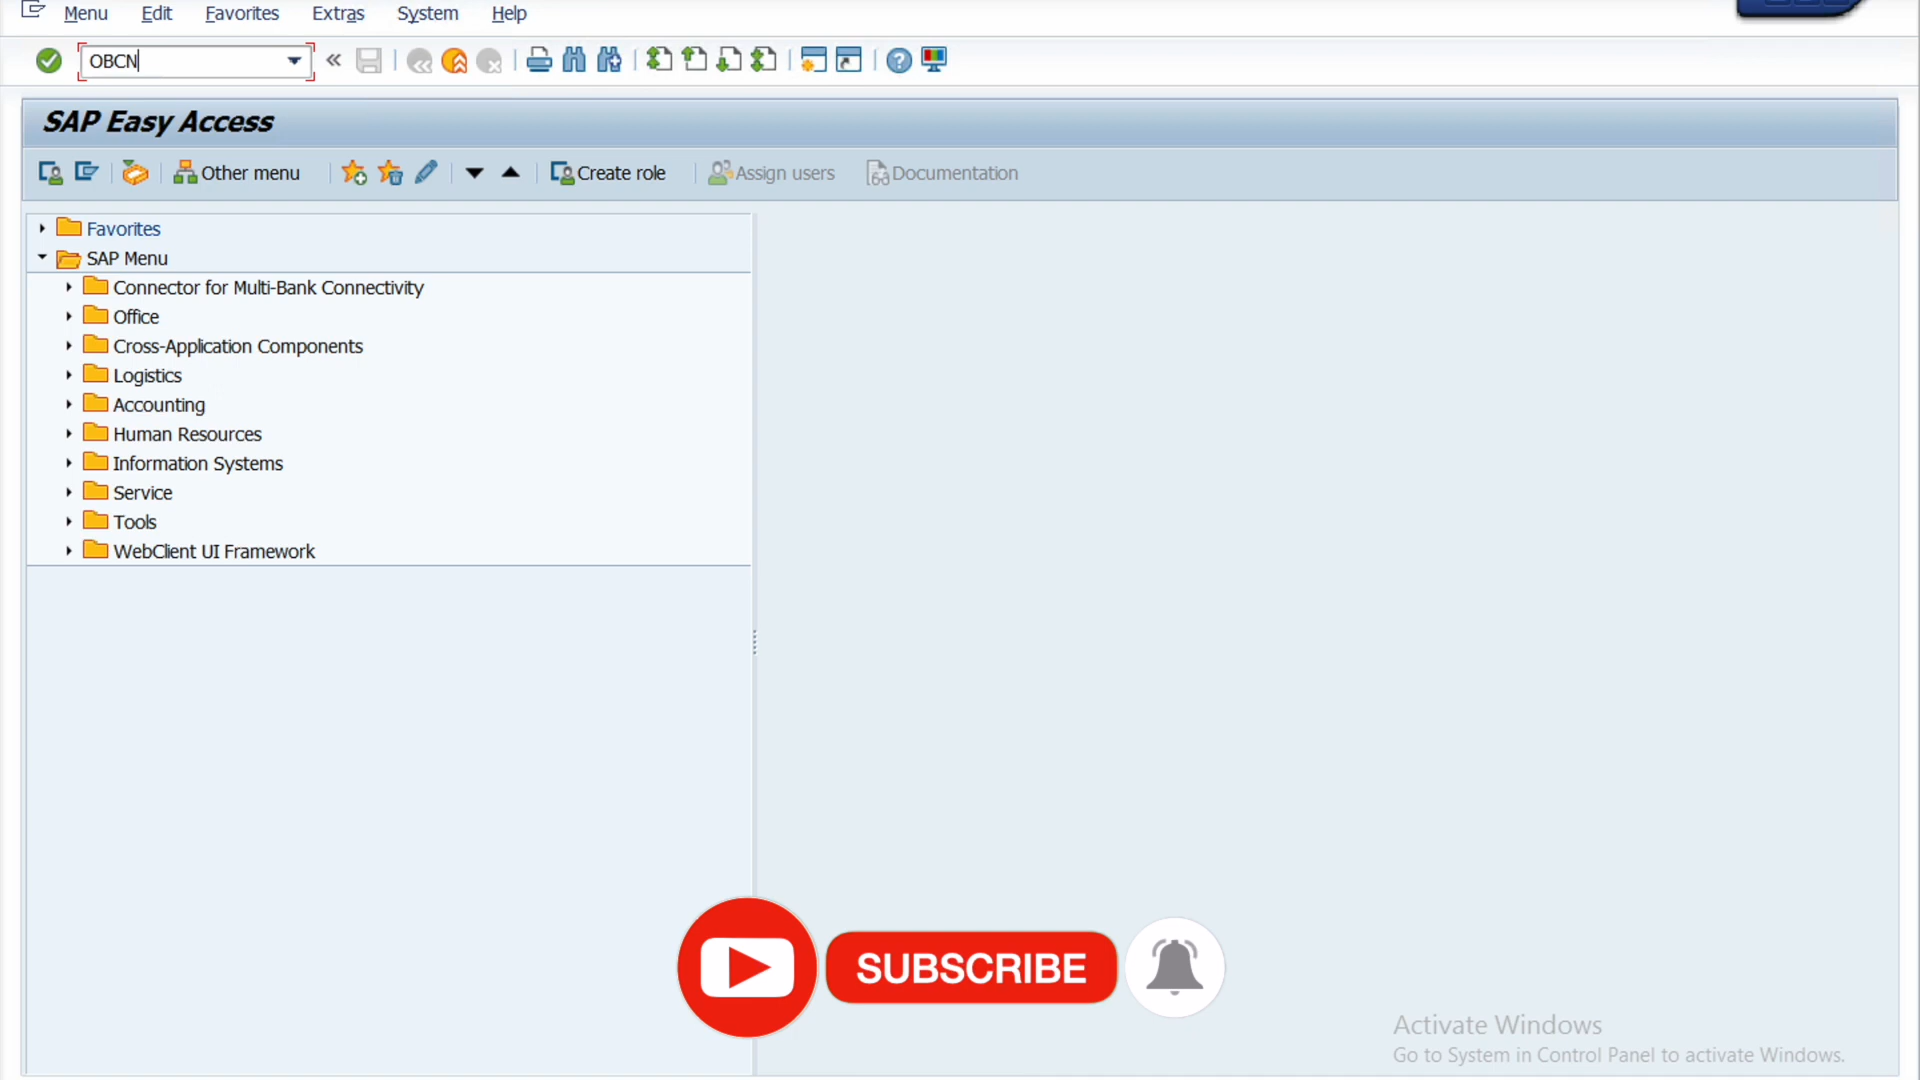 Menu Edit Favorites Extras System Help
OBCN
SAP Easy Access
Other menu Create role Assign users Documentation
Favorites
SAP Menu
Connector for Multi-Bank Connectivity
Office
Cross-Application Components
Logistics
Accounting
Human Resources
Information Systems
Service
Tools
WebClient UI Framework
SUBSCRIBE
Activate Windows
Go to System in Control Panel to activate Windows.